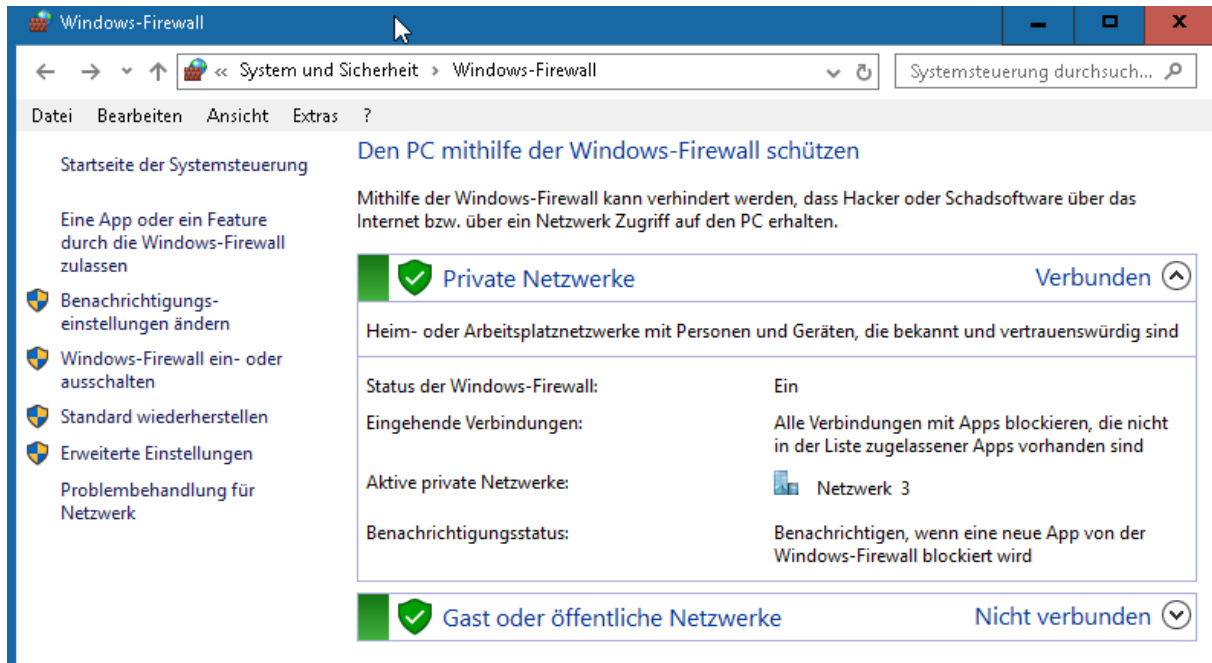 Windows-Firewall
« System und Sicherheit › Windows-Firewall
Systemsteuerung durchsuch...
Datei Bearbeiten Ansicht Extras ?
Startseite der Systemsteuerung
Eine App oder ein Feature
durch die Windows-Firewall
zulassen
Benachrichtigungs-
einstellungen ändern
Windows-Firewall ein- oder
ausschalten
Standard wiederherstellen
Erweiterte Einstellungen
Problembehandlung für
Netzwerk
Den PC mithilfe der Windows-Firewall schützen
Mithilfe der Windows-Firewall kann verhindert werden, dass Hacker oder Schadsoftware über das
Internet bzw. über ein Netzwerk Zugriff auf den PC erhalten.
Private Netzwerke Verbunden
Heim- oder Arbeitsplatznetzwerke mit Personen und Geräten, die bekannt und vertrauenswürdig sind
Status der Windows-Firewall: Ein
Eingehende Verbindungen: Alle Verbindungen mit Apps blockieren, die nicht
in der Liste zugelassener Apps vorhanden sind
Aktive private Netzwerke: Netzwerk 3
Benachrichtigungsstatus: Benachrichtigen, wenn eine neue App von der
Windows-Firewall blockiert wird
Gast oder öffentliche Netzwerke Nicht verbunden